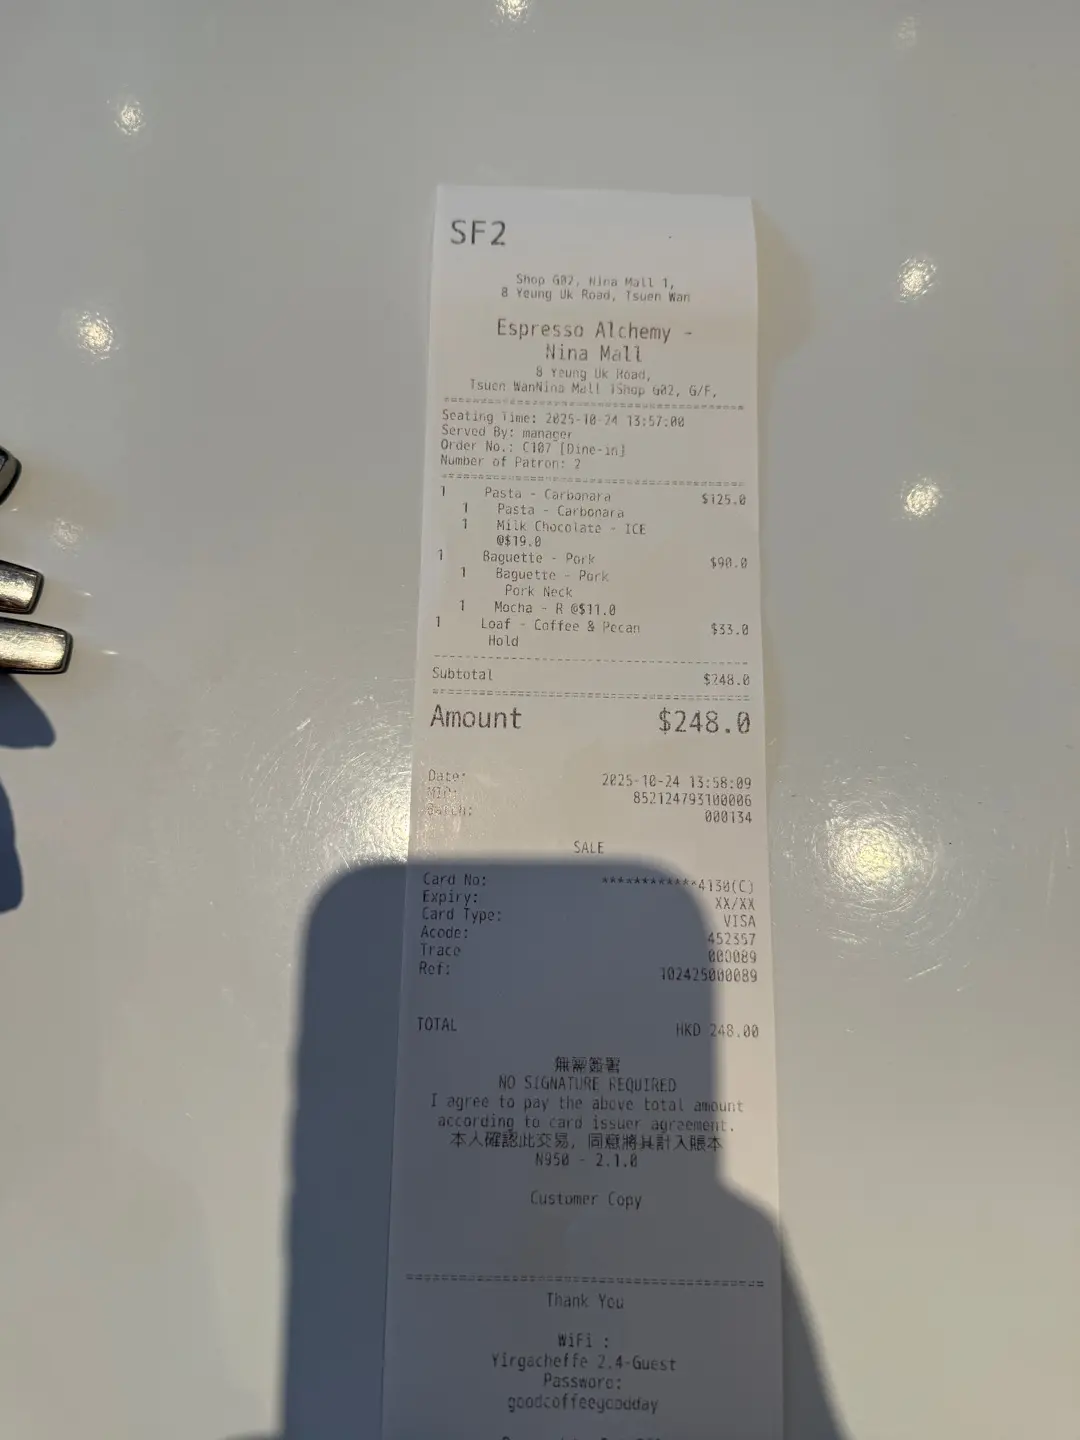 SF2
Shop G02, Nina Mall 1,
8 Yeung Uk Road, Tsuen Wan
Espresso Alchemy -
Nina Mall
8 Yeung Uk Road,
Tsuen WanNina Mall 1Shop G02, G/F,
Seating Time: 2025-10-24 13:57:00
Served By: manager
Order No.: C107 [Dine-in]
Number of Patron: 2
1 Pasta - Carbonara $125.0
1 Pasta - Carbonara
1 Milk Chocolate - ICE
@$19.0
1 Baguette - Pork $90.0
1 Baguette - Pork
Pork Neck
1 Mocha - R @$11.0
1 Loaf - Coffee & Pecan $33.0
Hold
Subtotal $248.0
Amount $248.0
Date: 2025-10-24 13:58:09
MID: 852124793100006
Batch: 000134
SALE
Card No: ************4130(C)
Expiry: XX/XX
Card Type: VISA
Acode: 452357
Trace 000089
Ref: 102425000089
TOTAL HKD 248.00
無需簽署
NO SIGNATURE REQUIRED
I agree to pay the above total amount
according to card issuer agreement.
本人確認此交易, 同意將其計入賬本
N950 - 2.1.0
Customer Copy
Thank You
WiFi :
Yirgacheffe 2.4-Guest
Password:
goodcoffeegoodday